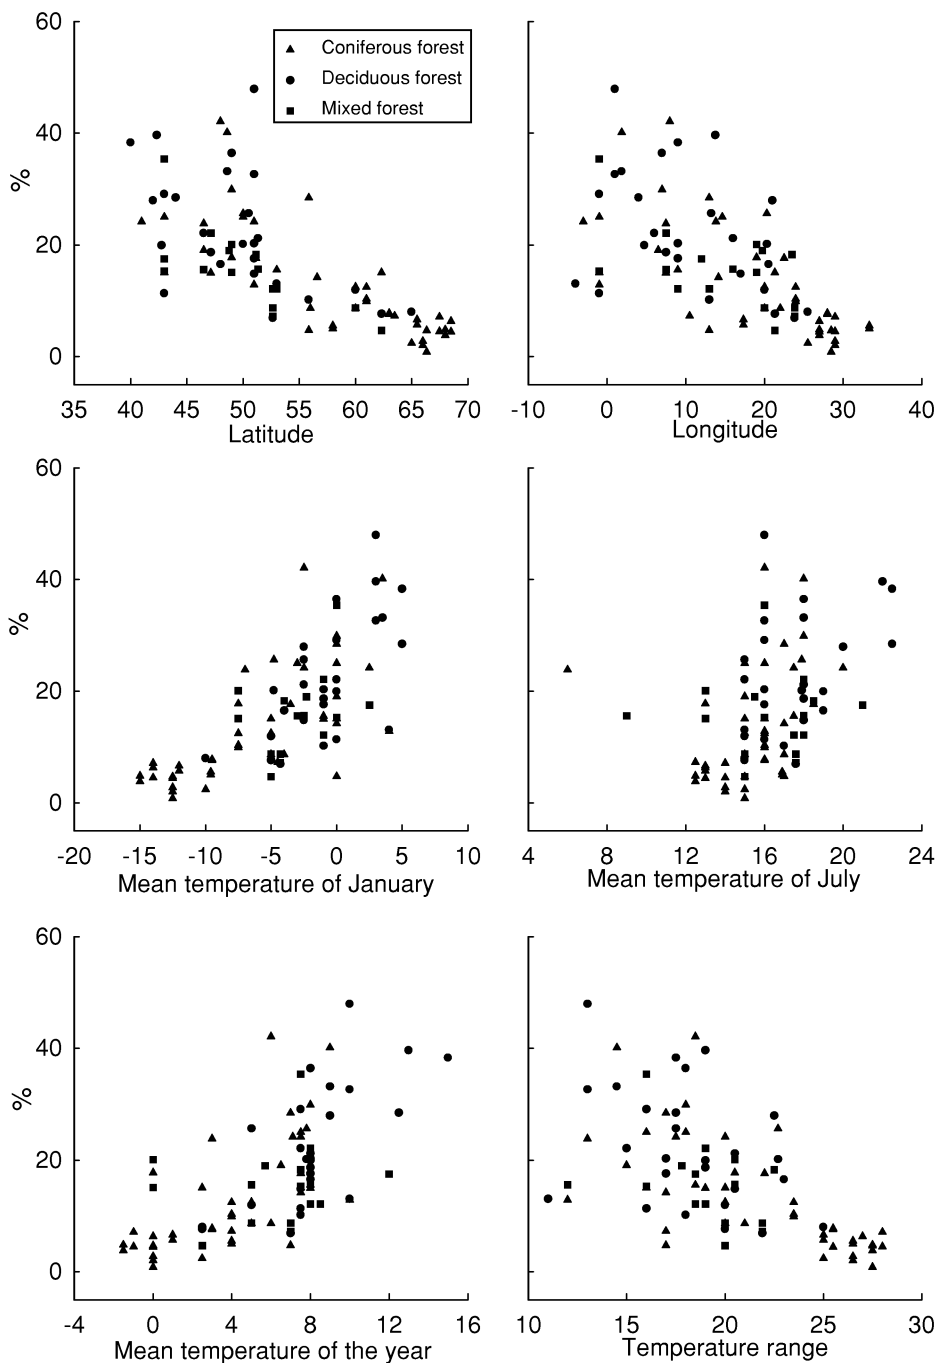 60
Coniferous forest
Deciduous forest
Mixed forest
40
%
20
0
35 40 45 50 55 60 65 70
Latitude
-10 0 10 20 30 40
Longitude
60
40
%
20
0
-20 -15 -10 -5 0 5 10
Mean temperature of January
4 8 12 16 20 24
Mean temperature of July
60
40
%
20
0
-4 0 4 8 12 16
Mean temperature of the year
10 15 20 25 30
Temperature range